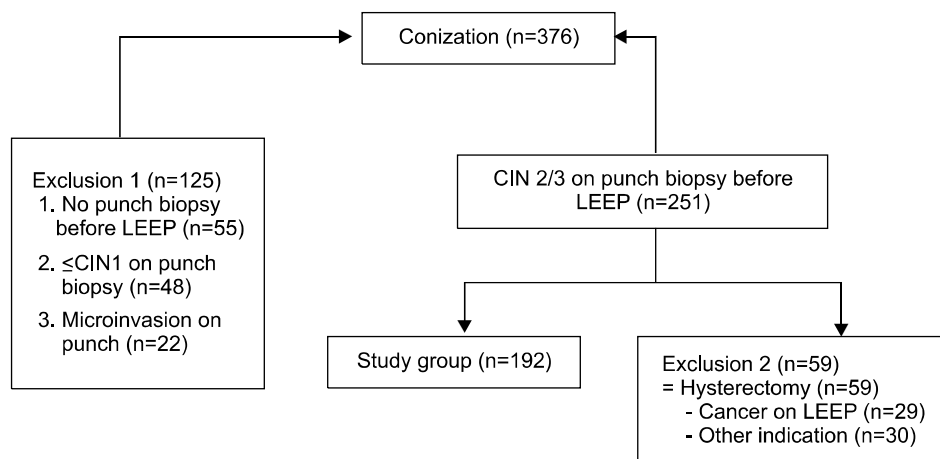 Conization (n=376)
Exclusion 1 (n=125)
1. No punch biopsy
before LEEP (n=55)
2. ≤CIN1 on punch
biopsy (n=48)
3. Microinvasion on
punch (n=22)
CIN 2/3 on punch biopsy before
LEEP (n=251)
Study group (n=192)
Exclusion 2 (n=59)
= Hysterectomy (n=59)
- Cancer on LEEP (n=29)
- Other indication (n=30)